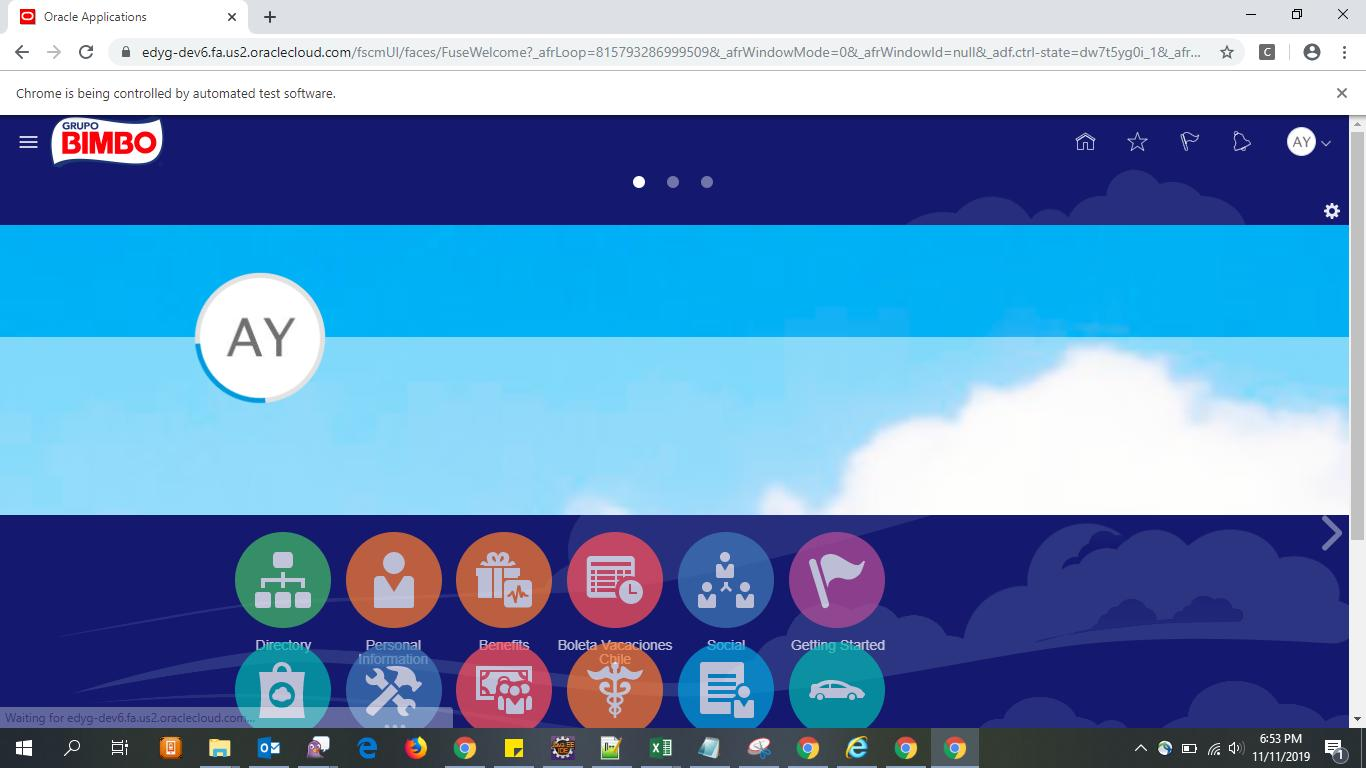 Oracle Applications
edyg-dev6.fa.us2.oraclecloud.com/fscmUI/faces/FuseWelcome?_afrLoop=8157932869995098&_afrWindowMode=0&_afrWindowId=null&_adf.ctrl-state=dw7t5yg0i_1&_afr...
C
Chrome is being controlled by automated test software.
GRUPO
BIMBO
AY
AY
Directory
Personal Information
Benefits
Boleta Vacaciones Chile
Social
Getting Started
Waiting for edyg-dev6.fa.us2.oraclecloud.com...
6:53 PM
11/11/2019
1